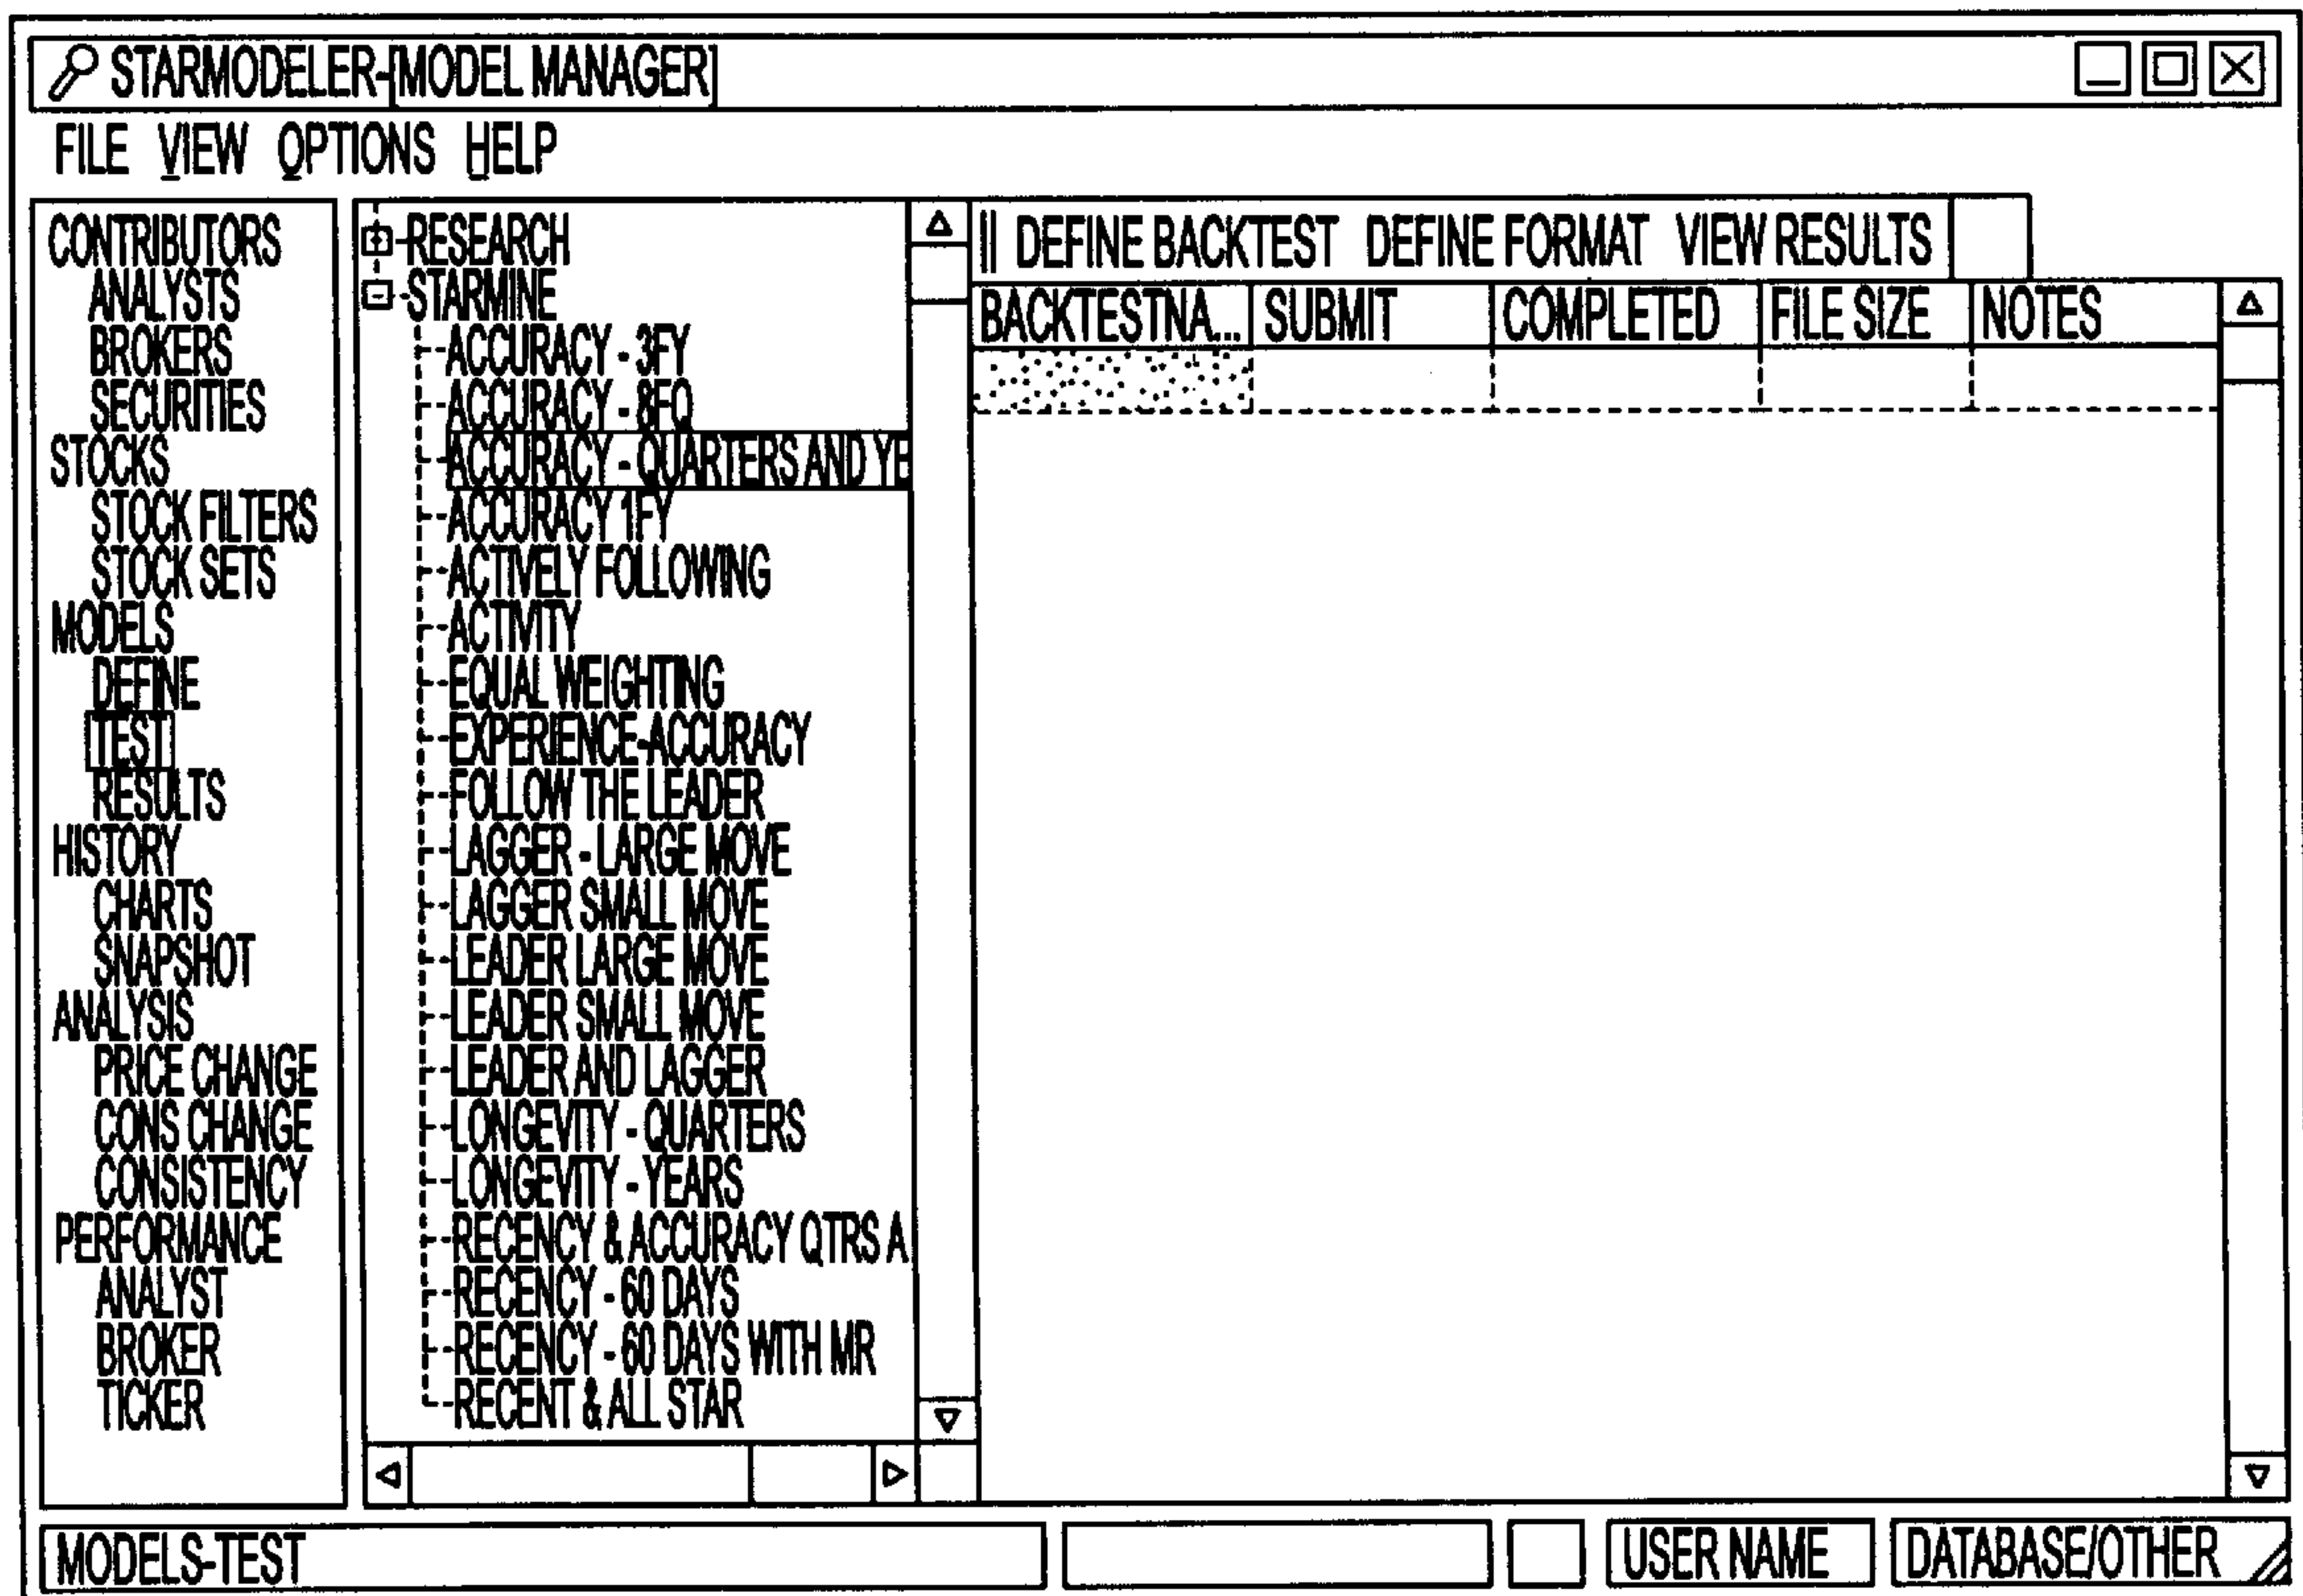 STARMODELER-[MODEL MANAGER]
FILE VIEW OPTIONS HELP
CONTRIBUTORS
ANALYSTS
BROKERS
SECURITIES
STOCKS
STOCK FILTERS
STOCK SETS
MODELS
DEFINE
TEST
RESULTS
HISTORY
CHARTS
SNAPSHOT
ANALYSIS
PRICE CHANGE
CONS CHANGE
CONSISTENCY
PERFORMANCE
ANALYST
BROKER
TICKER
RESEARCH
STARMINE
ACCURACY - 3FY
ACCURACY - 8FQ
ACCURACY - QUARTERS AND YE
ACCURACY 1FY
ACTIVELY FOLLOWING
ACTIVITY
EQUAL WEIGHTING
EXPERIENCE-ACCURACY
FOLLOW THE LEADER
LAGGER - LARGE MOVE
LAGGER SMALL MOVE
LEADER LARGE MOVE
LEADER SMALL MOVE
LEADER AND LAGGER
LONGEVITY - QUARTERS
LONGEVITY - YEARS
RECENCY & ACCURACY QTRS A
RECENCY - 60 DAYS
RECENCY - 60 DAYS WITH MR
RECENT & ALL STAR
DEFINE BACKTEST DEFINE FORMAT VIEW RESULTS
BACKTESTNA... SUBMIT COMPLETED FILE SIZE NOTES
MODELS-TEST USER NAME DATABASE/OTHER